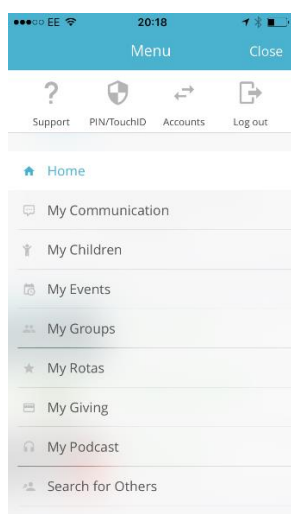 EE 20:18
Menu Close
?
Support PIN/TouchID Accounts Log out
Home
My Communication
My Children
My Events
My Groups
My Rotas
My Giving
My Podcast
Search for Others